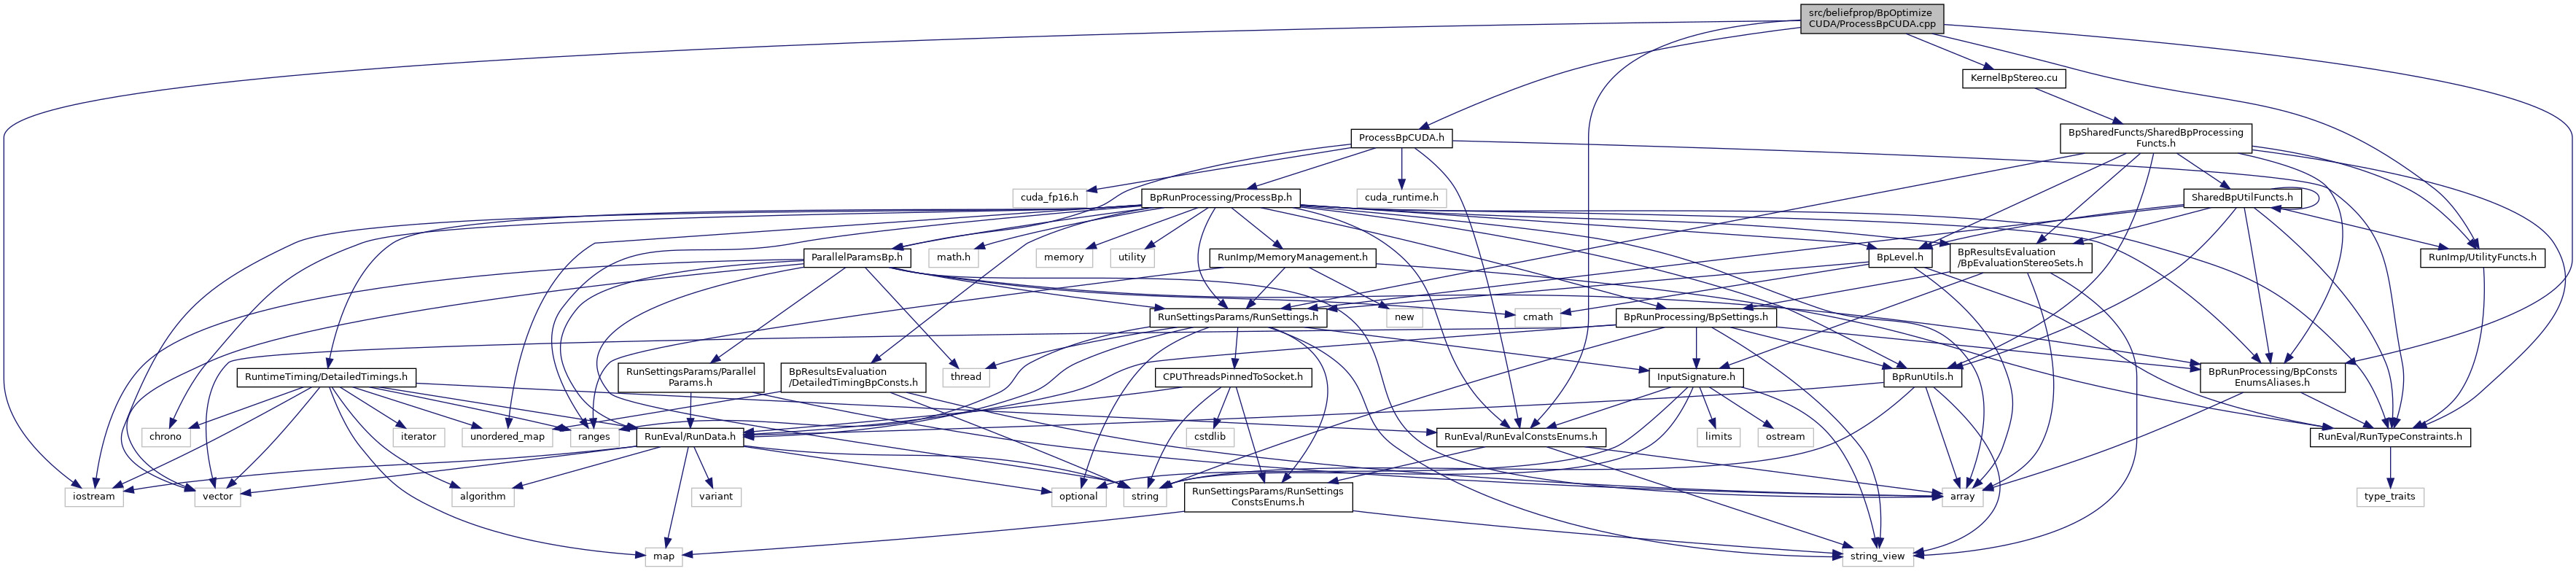 src/beliefprop/BpOptimize
CUDA/ProcessBpCUDA.cpp
KernelBpStereo.cu
ProcessBpCUDA.h
BpSharedFuncts/SharedBpProcessing
Functs.h
cuda_fp16.h
BpRunProcessing/ProcessBp.h
cuda_runtime.h
SharedBpUtilFuncts.h
ParallelParamsBp.h
math.h
memory
utility
RunImp/MemoryManagement.h
BpLevel.h
BpResultsEvaluation
/BpEvaluationStereoSets.h
RunImp/UtilityFuncts.h
RunSettingsParams/RunSettings.h
new
cmath
BpRunProcessing/BpSettings.h
RuntimeTiming/DetailedTimings.h
RunSettingsParams/Parallel
Params.h
BpResultsEvaluation
/DetailedTimingBpConsts.h
thread
CPUThreadsPinnedToSocket.h
InputSignature.h
BpRunUtils.h
BpRunProcessing/BpConsts
EnumsAliases.h
chrono
iterator
unordered_map
ranges
RunEval/RunData.h
cstdlib
RunEval/RunEvalConstsEnums.h
limits
ostream
RunEval/RunTypeConstraints.h
iostream
vector
algorithm
variant
optional
string
RunSettingsParams/RunSettings
ConstsEnums.h
array
type_traits
map
string_view